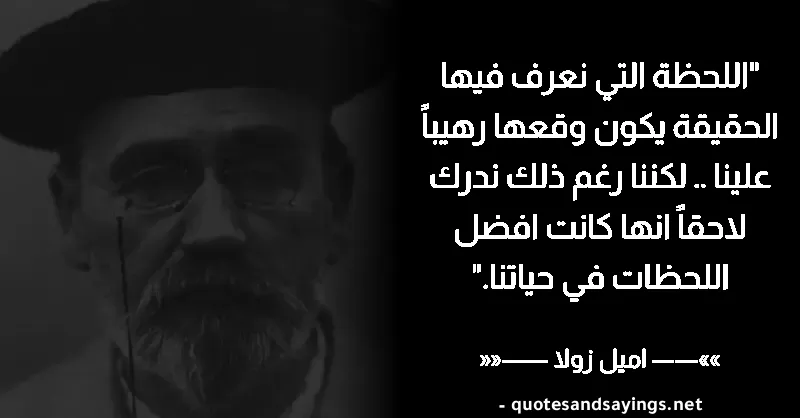 "اللحظة التي نعرف فيها
الحقيقة يكون وقعها رهيباً
علينا .. لكننا رغم ذلك ندرك
لاحقاً انها كانت افضل
اللحظات في حياتنا."
»»—— اميل زولا ——««
- quotesandsayings.net